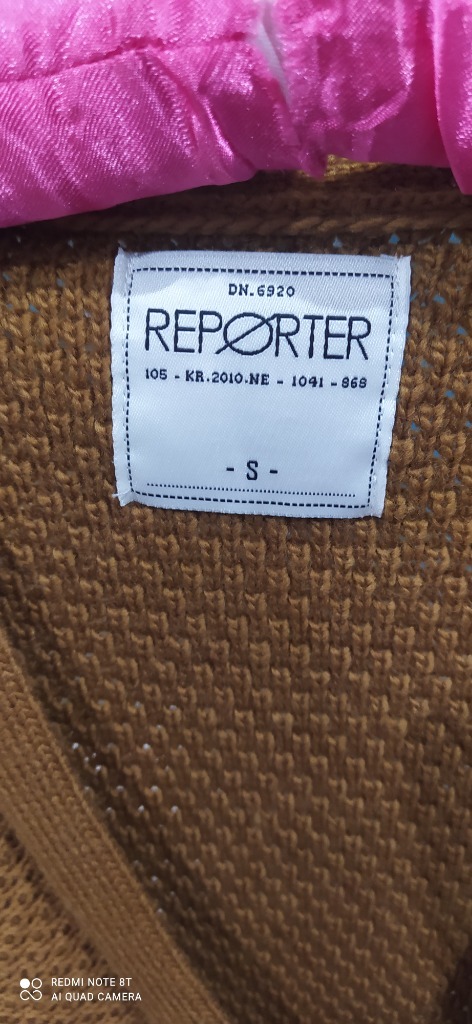 DN.6920
REPØRTER
105 - KR.2010.NE - 1041 - 868
- S -
REDMI NOTE 8T
AI QUAD CAMERA